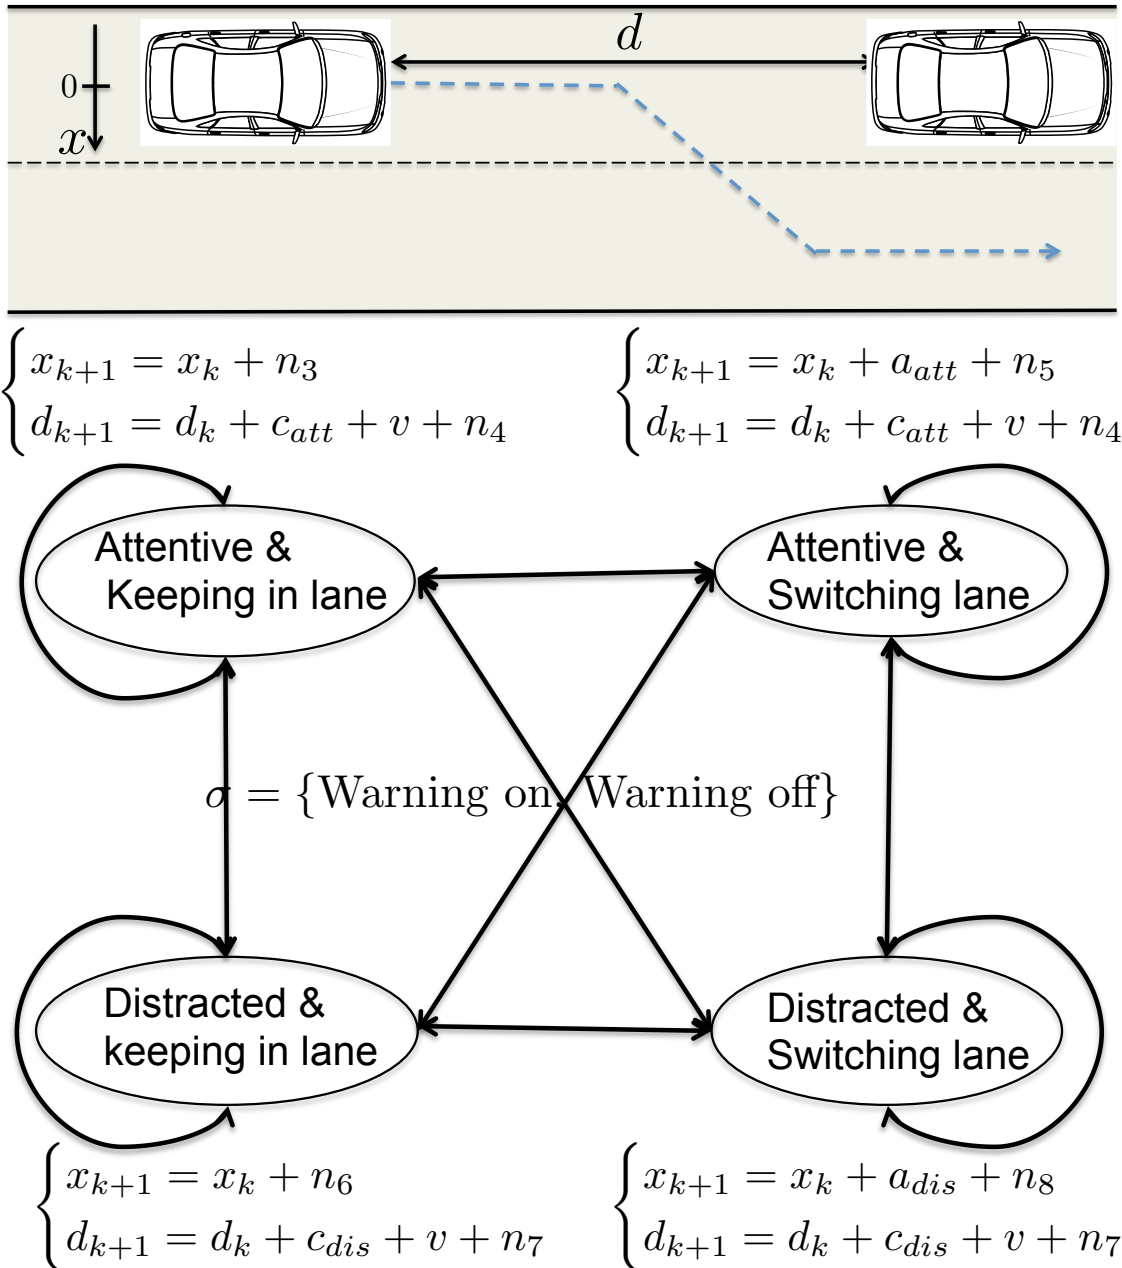 d
0
x
x_{k+1} = x_k + n_3
d_{k+1} = d_k + c_{att} + v + n_4
x_{k+1} = x_k + a_{att} + n_5
d_{k+1} = d_k + c_{att} + v + n_4
Attentive &
Keeping in lane
Attentive &
Switching lane
σ = {Warning on, Warning off}
Distracted &
keeping in lane
Distracted &
Switching lane
x_{k+1} = x_k + n_6
d_{k+1} = d_k + c_{dis} + v + n_7
x_{k+1} = x_k + a_{dis} + n_8
d_{k+1} = d_k + c_{dis} + v + n_7